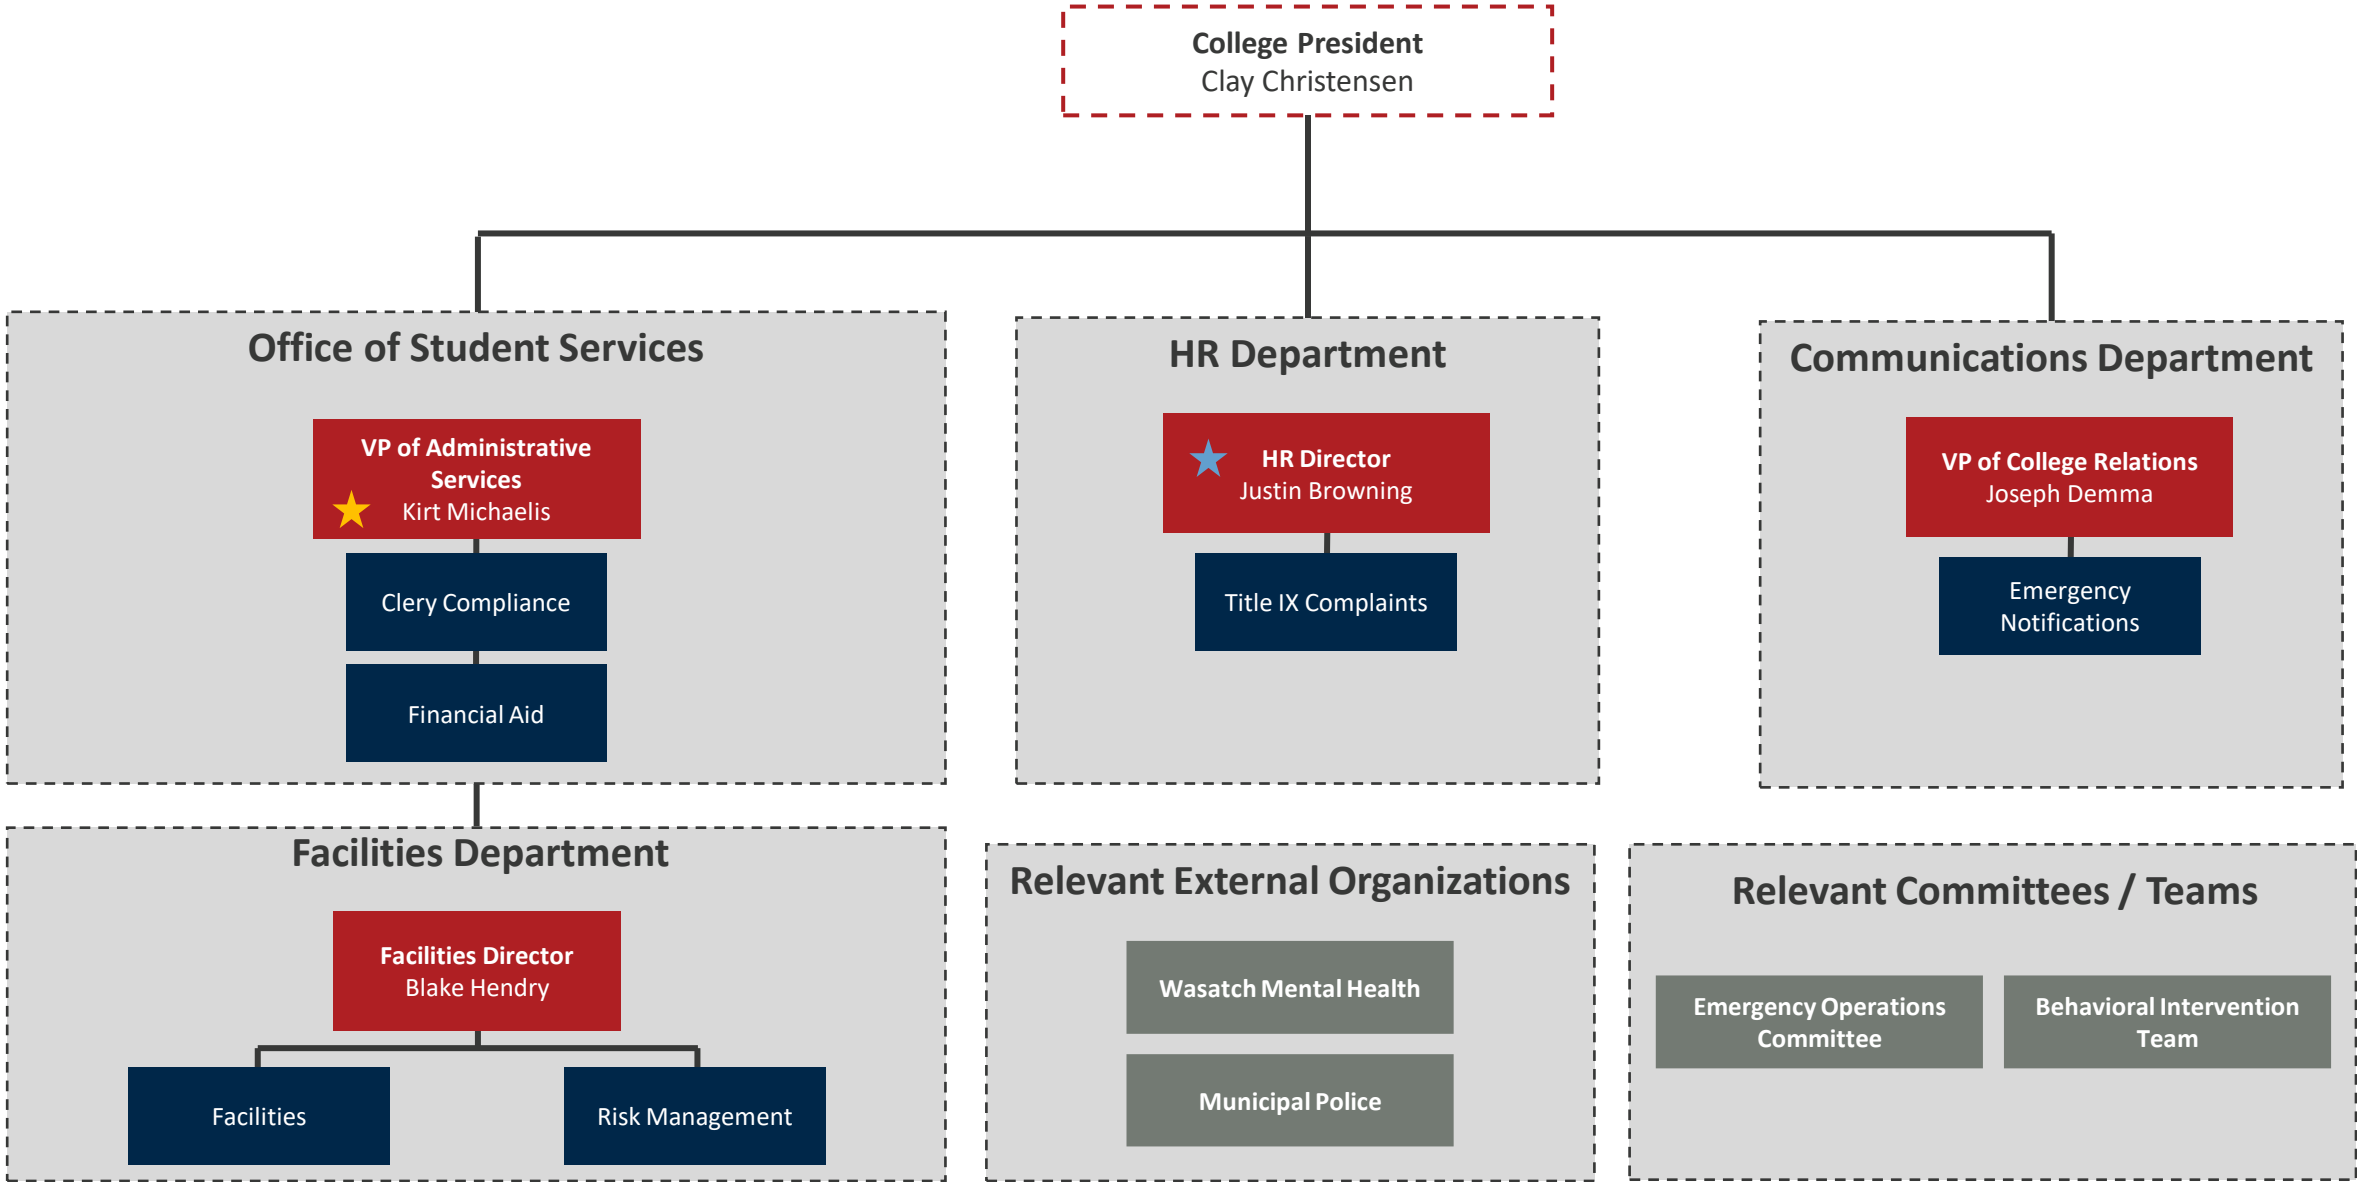 College President
Clay Christensen
Office of Student Services
VP of Administrative
Services
Kirt Michaelis
Clery Compliance
Financial Aid
HR Department
HR Director
Justin Browning
Title IX Complaints
Communications Department
VP of College Relations
Joseph Demma
Emergency
Notifications
Facilities Department
Facilities Director
Blake Hendry
Facilities
Risk Management
Relevant External Organizations
Wasatch Mental Health
Municipal Police
Relevant Committees / Teams
Emergency Operations
Committee
Behavioral Intervention
Team